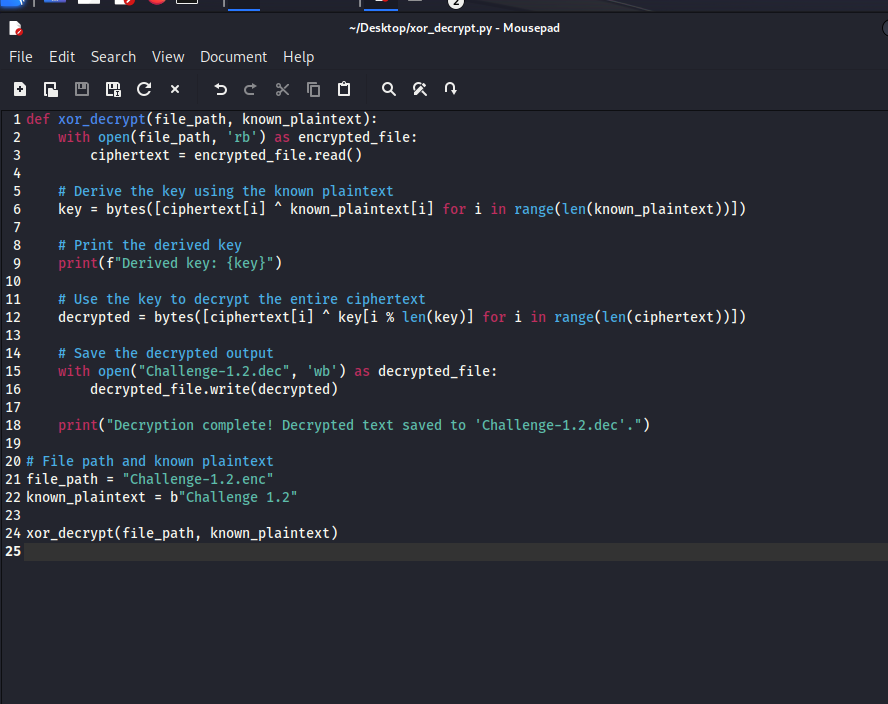 2
~/Desktop/xor_decrypt.py - Mousepad
File Edit Search View Document Help
1 def xor_decrypt(file_path, known_plaintext):
2     with open(file_path, 'rb') as encrypted_file:
3         ciphertext = encrypted_file.read()
4
5     # Derive the key using the known plaintext
6     key = bytes([ciphertext[i] ^ known_plaintext[i] for i in range(len(known_plaintext))])
7
8     # Print the derived key
9     print(f"Derived key: {key}")
10
11     # Use the key to decrypt the entire ciphertext
12     decrypted = bytes([ciphertext[i] ^ key[i % len(key)] for i in range(len(ciphertext))])
13
14     # Save the decrypted output
15     with open("Challenge-1.2.dec", 'wb') as decrypted_file:
16         decrypted_file.write(decrypted)
17
18     print("Decryption complete! Decrypted text saved to 'Challenge-1.2.dec'.")
19
20 # File path and known plaintext
21 file_path = "Challenge-1.2.enc"
22 known_plaintext = b"Challenge 1.2"
23
24 xor_decrypt(file_path, known_plaintext)
25